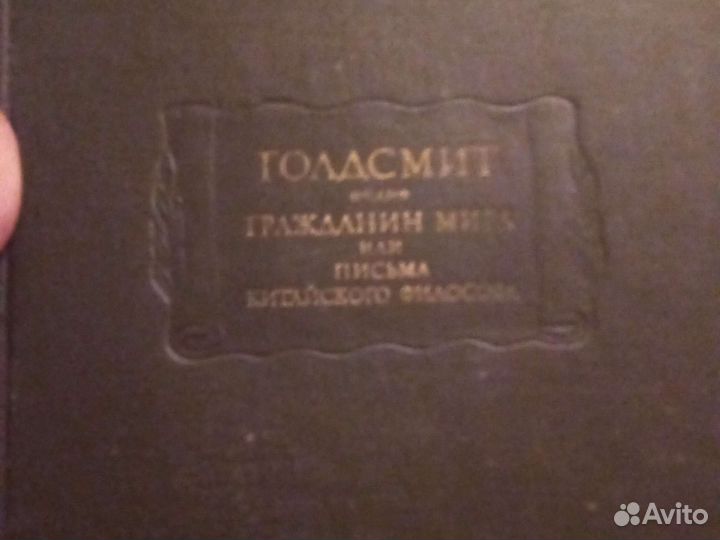 ГОЛДСМИТ
ГРАЖДАНИН МИРА
ИЛИ
ПИСЬМА
КИТАЙСКОГО ФИЛОСОФА
Avito